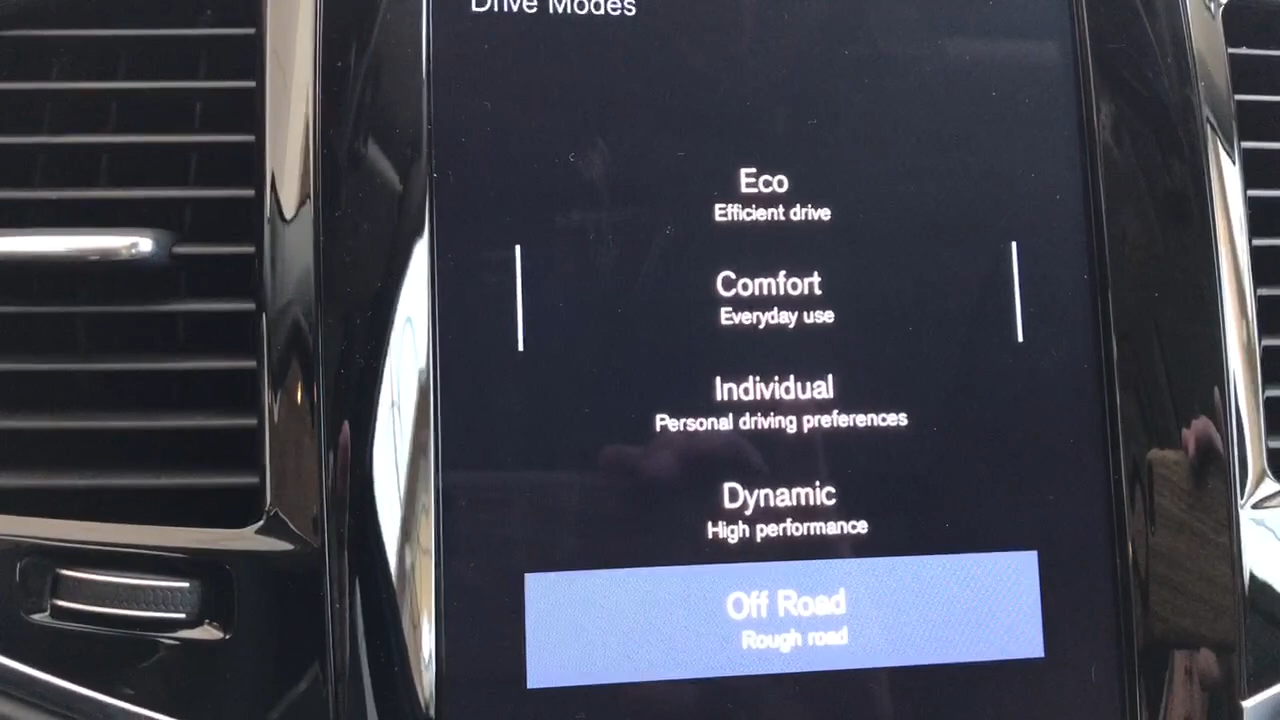 Drive Modes
Eco
Efficient drive
Comfort
Everyday use
Individual
Personal driving preferences
Dynamic
High performance
Off Road
Rough road